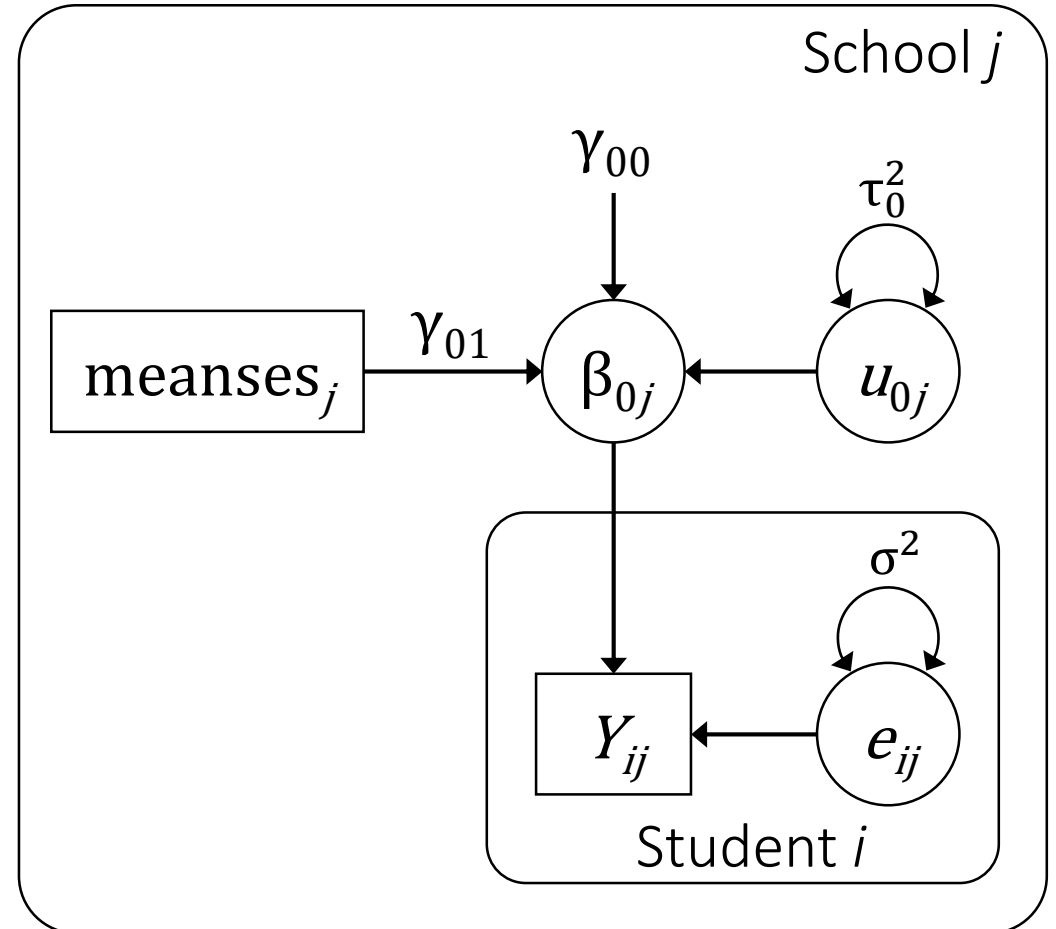 School j
γ₀₀
τ₀²
γ₀₁
meansesⱼ
β₀ⱼ
u₀ⱼ
σ²
Yᵢⱼ
eᵢⱼ
Student i